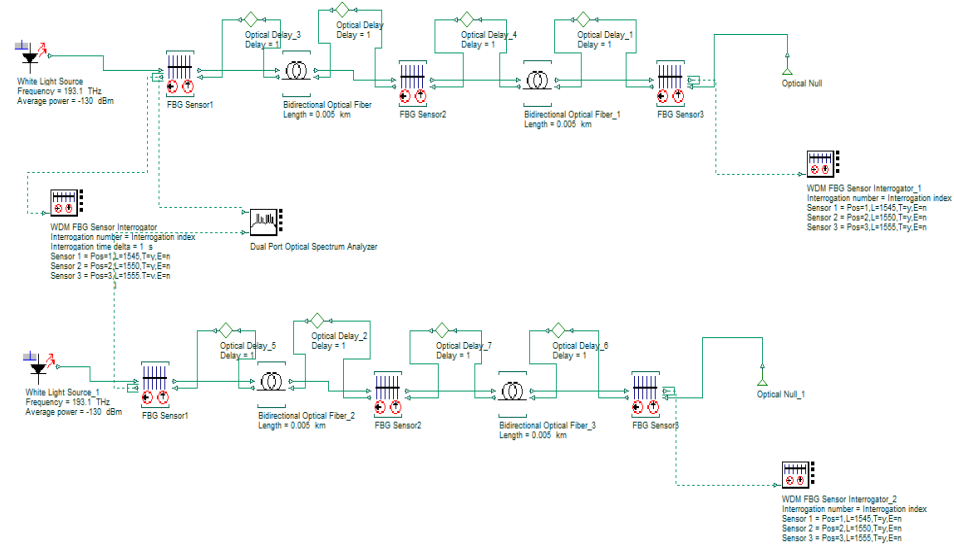 Optical Delay_3
Delay = 1
Optical Delay
Delay = 1
Optical Delay_4
Delay = 1
Optical Delay_1
Delay = 1
White Light Source
Frequency = 193.1 THz
Average power = -130 dBm
FBG Sensor1
Bidirectional Optical Fiber
Length = 0.005 km
FBG Sensor2
Bidirectional Optical Fiber_1
Length = 0.005 km
FBG Sensor3
Optical Null
WDM FBG Sensor Interrogator_1
Interrogation number = Interrogation index
Sensor 1 = Pos=1,L=1545,T=y,E=n
Sensor 2 = Pos=2,L=1550,T=y,E=n
Sensor 3 = Pos=3,L=1555,T=y,E=n
WDM FBG Sensor Interrogator
Interrogation number = Interrogation index
Interrogation time delta = 1 s
Sensor 1 = Pos=1,L=1545,T=y,E=n
Sensor 2 = Pos=2,L=1550,T=y,E=n
Sensor 3 = Pos=3,L=1555,T=y,E=n
Dual Port Optical Spectrum Analyzer
Optical Delay_5
Delay = 1
Optical Delay_2
Delay = 1
Optical Delay_7
Delay = 1
Optical Delay_6
Delay = 1
White Light Source_1
Frequency = 193.1 THz
Average power = -130 dBm
FBG Sensor1
Bidirectional Optical Fiber_2
Length = 0.005 km
FBG Sensor2
Bidirectional Optical Fiber_3
Length = 0.005 km
FBG Sensor3
Optical Null_1
WDM FBG Sensor Interrogator_2
Interrogation number = Interrogation index
Sensor 1 = Pos=1,L=1545,T=y,E=n
Sensor 2 = Pos=2,L=1550,T=y,E=n
Sensor 3 = Pos=3,L=1555,T=y,E=n